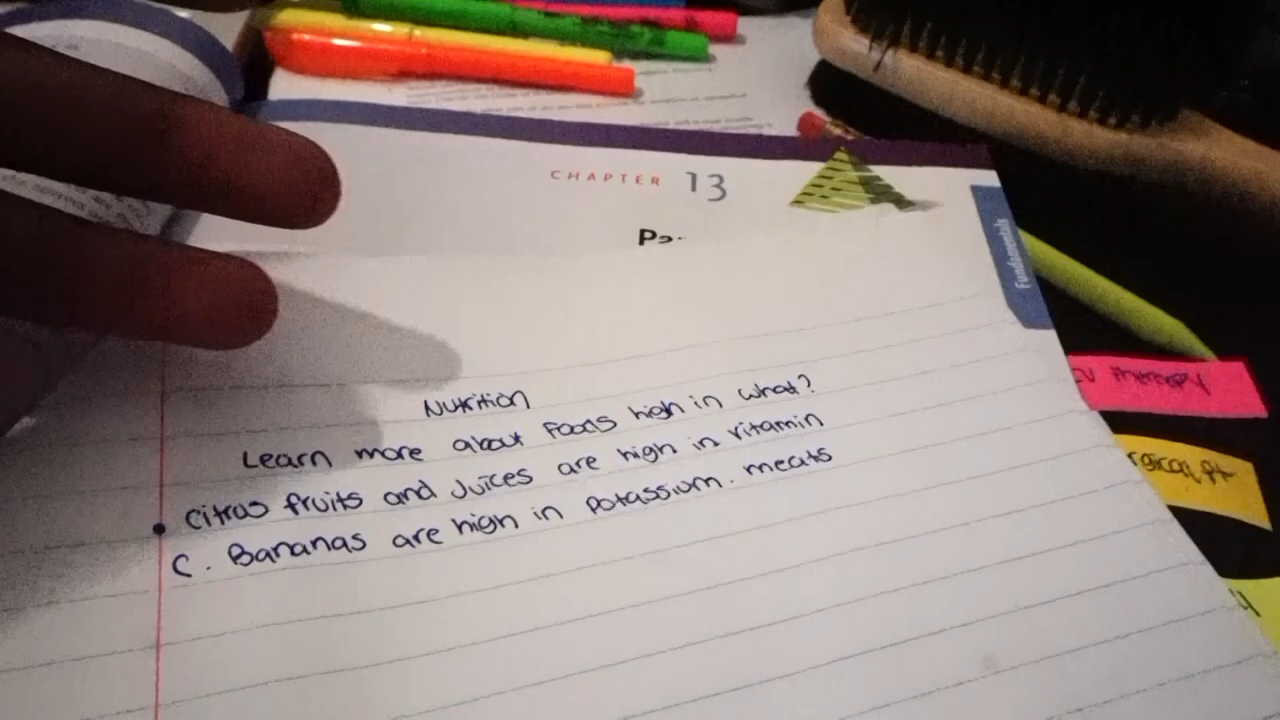 CHAPTER 13
Fundamentals
Nutrition
Learn more about Foods high in what?
citrus fruits and Juices are high in vitamin
C. Bananas are high in Potassium. meats
therapy